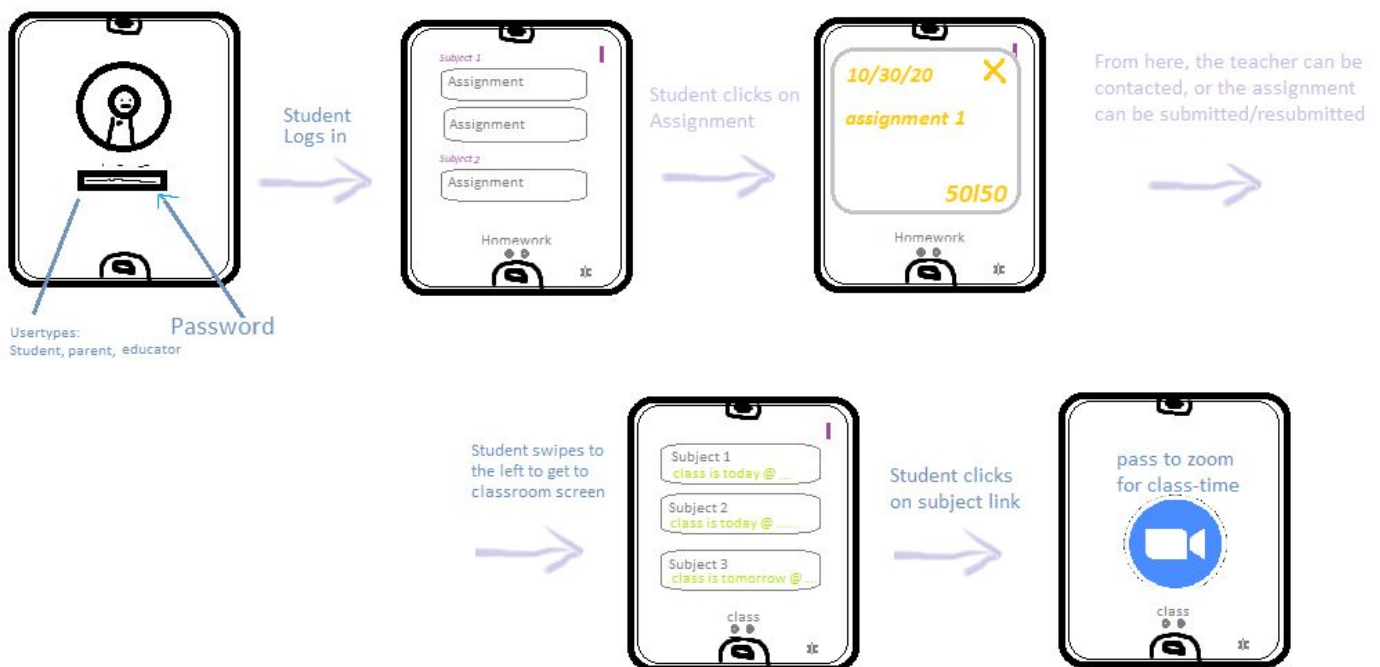 Student
Logs in
Usertypes:
Student, parent, educator
Password
Subject 1
Assignment
Assignment
Subject 2
Assignment
Homework
Student clicks on
Assignment
10/30/20 X
assignment 1
50/50
Homework
From here, the teacher can be
contacted, or the assignment
can be submitted/resubmitted
Student swipes to
the left to get to
classroom screen
Subject 1
class is today @ ...
Subject 2
class is today @ ....
Subject 3
class is tomorrow @ ...
class
Student clicks
on subject link
pass to zoom
for class-time
class